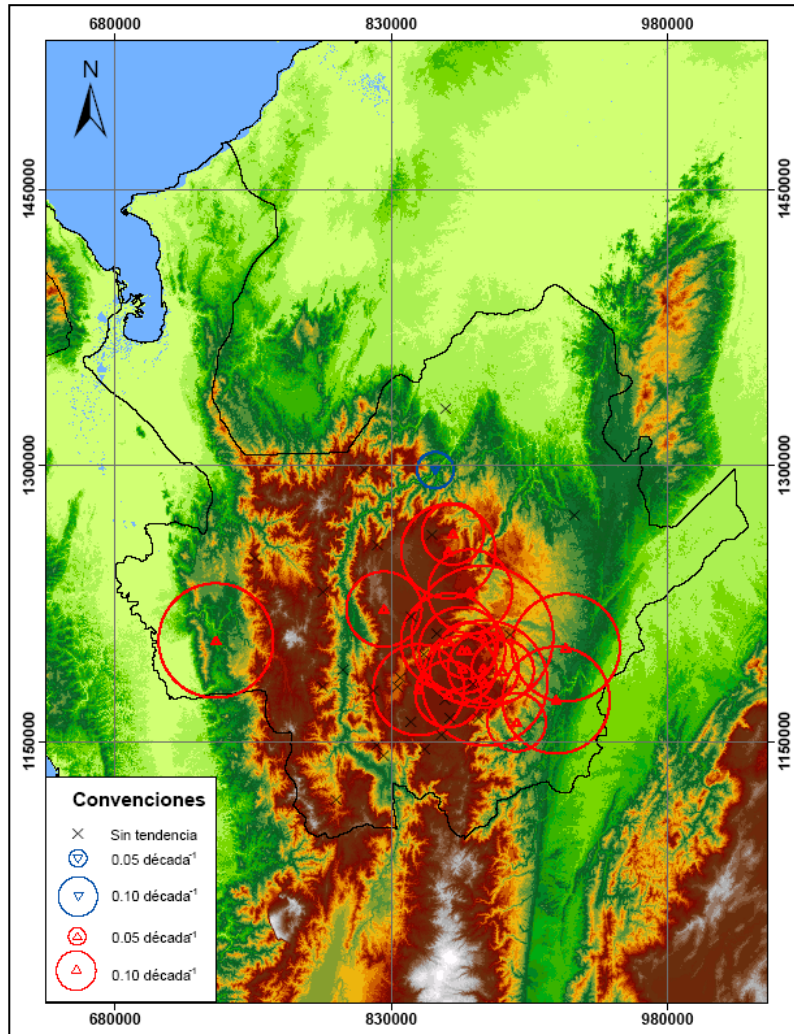 680000 830000 980000
N
1450000 1450000
1300000 1300000
1150000 1150000
Convenciones
Sin tendencia
0.05 década⁻¹
0.10 década⁻¹
0.05 década⁻¹
0.10 década⁻¹
680000 830000 980000